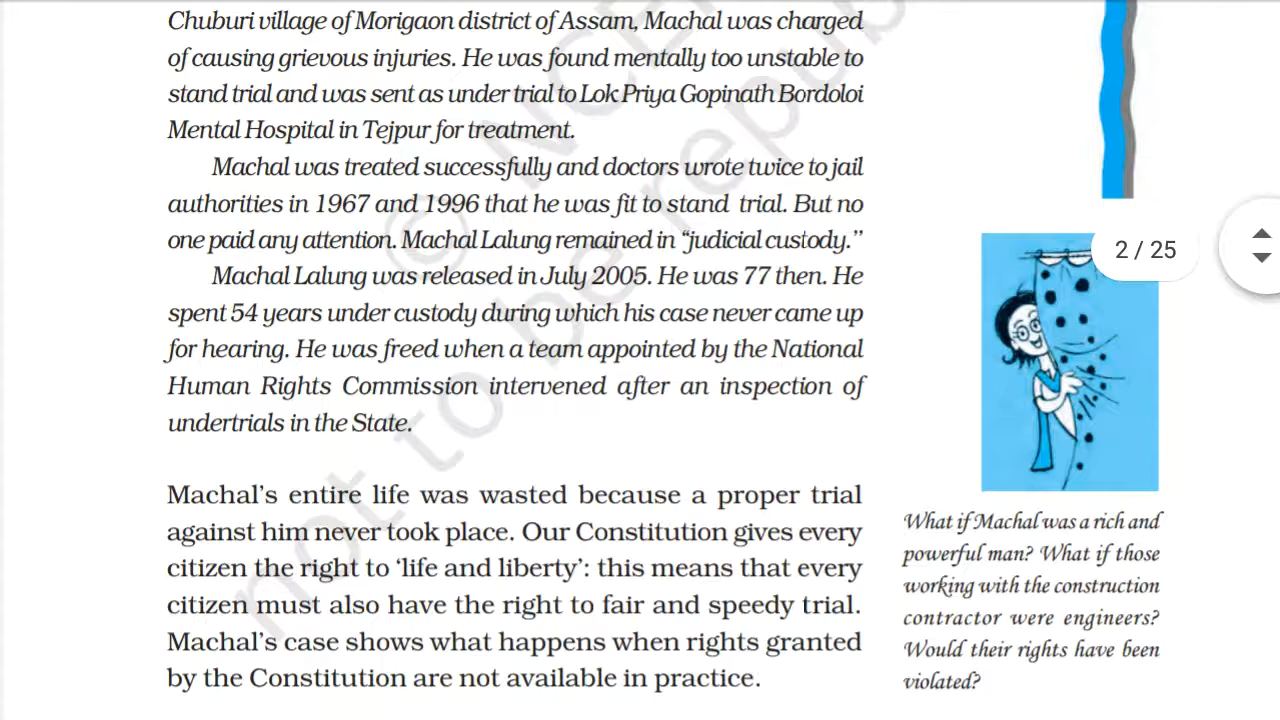 Chuburi village of Morigaon district of Assam, Machal was charged
of causing grievous injuries. He was found mentally too unstable to
stand trial and was sent as under trial to Lok Priya Gopinath Bordoloi
Mental Hospital in Tejpur for treatment.
Machal was treated successfully and doctors wrote twice to jail
authorities in 1967 and 1996 that he was fit to stand trial. But no
one paid any attention. Machal Lalung remained in “judicial custody.”
Machal Lalung was released in July 2005. He was 77 then. He
spent 54 years under custody during which his case never came up
for hearing. He was freed when a team appointed by the National
Human Rights Commission intervened after an inspection of
undertrials in the State.
Machal’s entire life was wasted because a proper trial
against him never took place. Our Constitution gives every
citizen the right to ‘life and liberty’: this means that every
citizen must also have the right to fair and speedy trial.
Machal’s case shows what happens when rights granted
by the Constitution are not available in practice.
2 / 25
What if Machal was a rich and
powerful man? What if those
working with the construction
contractor were engineers?
Would their rights have been
violated?
©
not to be